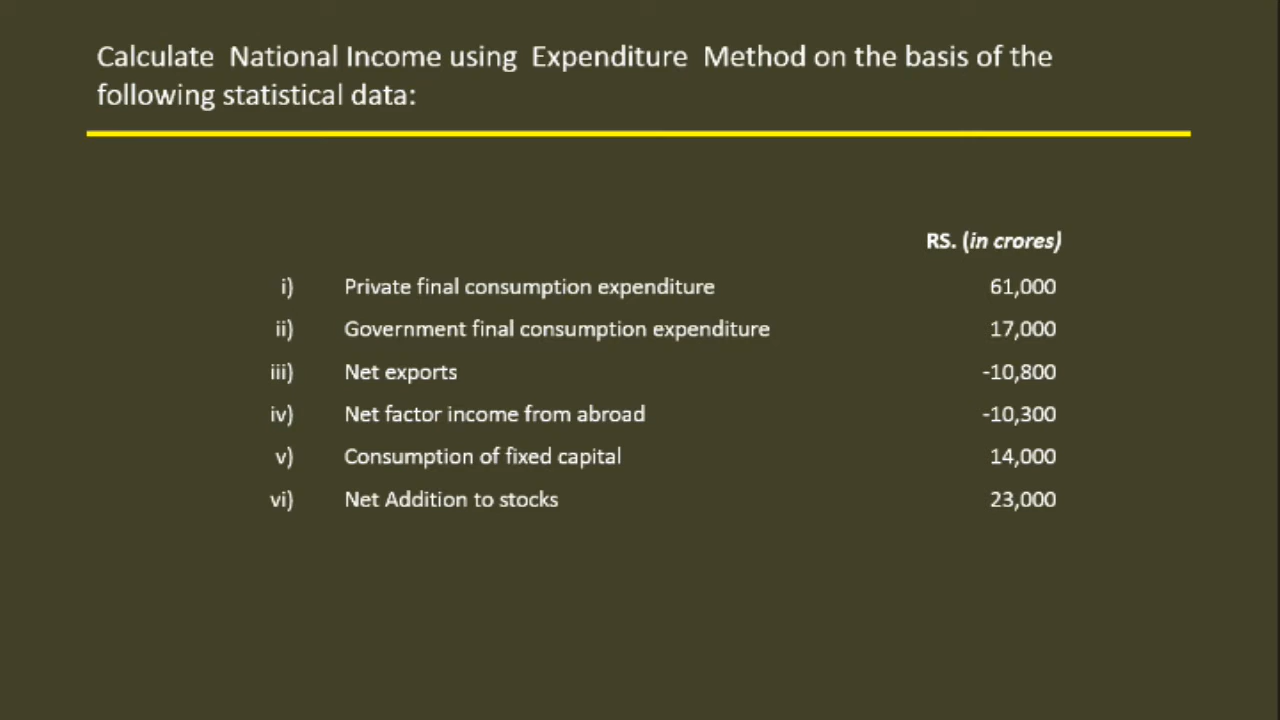 Calculate National Income using Expenditure Method on the basis of the
following statistical data:
RS. (in crores)
i) Private final consumption expenditure 61,000
ii) Government final consumption expenditure 17,000
iii) Net exports -10,800
iv) Net factor income from abroad -10,300
v) Consumption of fixed capital 14,000
vi) Net Addition to stocks 23,000